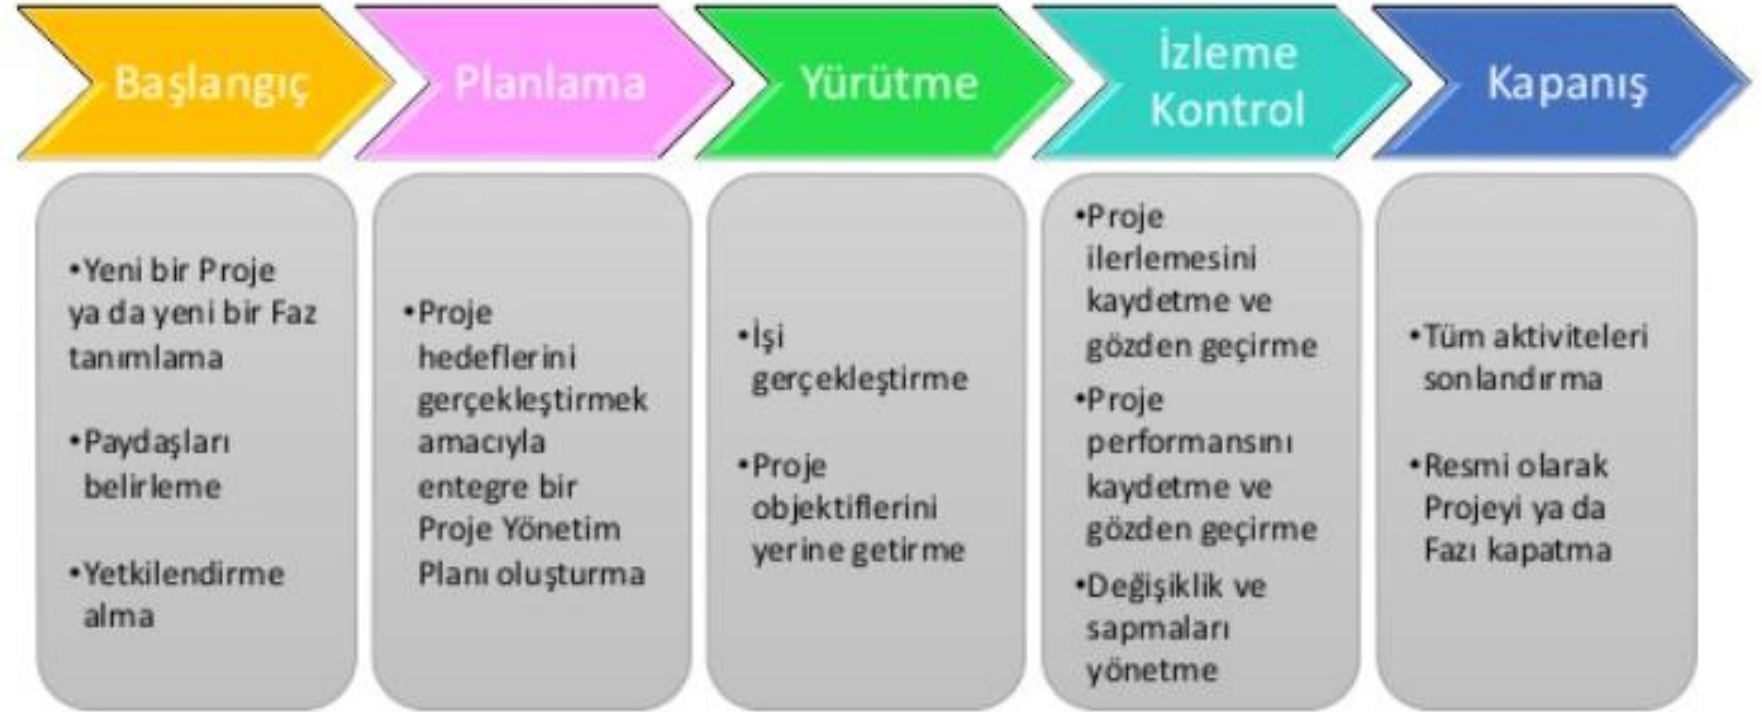 Başlangıç
Planlama
Yürütme
İzleme
Kontrol
Kapanış
•Yeni bir Proje
ya da yeni bir Faz
tanımlama
•Paydaşları
belirleme
•Yetkilendirme
alma
•Proje
hedeflerini
gerçekleştirmek
amacıyla
entegre bir
Proje Yönetim
Planı oluşturma
•İşi
gerçekleştirme
•Proje
objektiflerini
yerine getirme
•Proje
ilerlemesini
kaydetme ve
gözden geçirme
•Proje
performansını
kaydetme ve
gözden geçirme
•Değişiklik ve
sapmaları
yönetme
•Tüm aktiviteleri
sonlandırma
•Resmi olarak
Projeyi ya da
Fazı kapatma